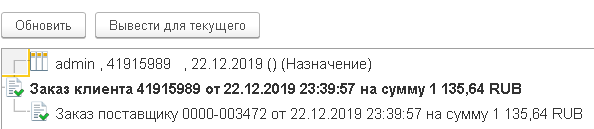 Обновить Вывести для текущего
admin , 41915989 , 22.12.2019 () (Назначение)
Заказ клиента 41915989 от 22.12.2019 23:39:57 на сумму 1 135,64 RUB
Заказ поставщику 0000-003472 от 22.12.2019 23:39:57 на сумму 1 135,64 RUB